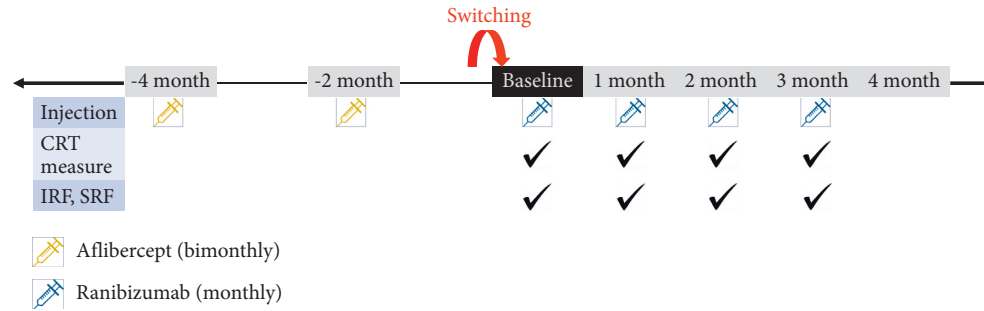 Switching
-4 month -2 month Baseline 1 month 2 month 3 month 4 month
Injection
CRT
measure
IRF, SRF
Aflibercept (bimonthly)
Ranibizumab (monthly)